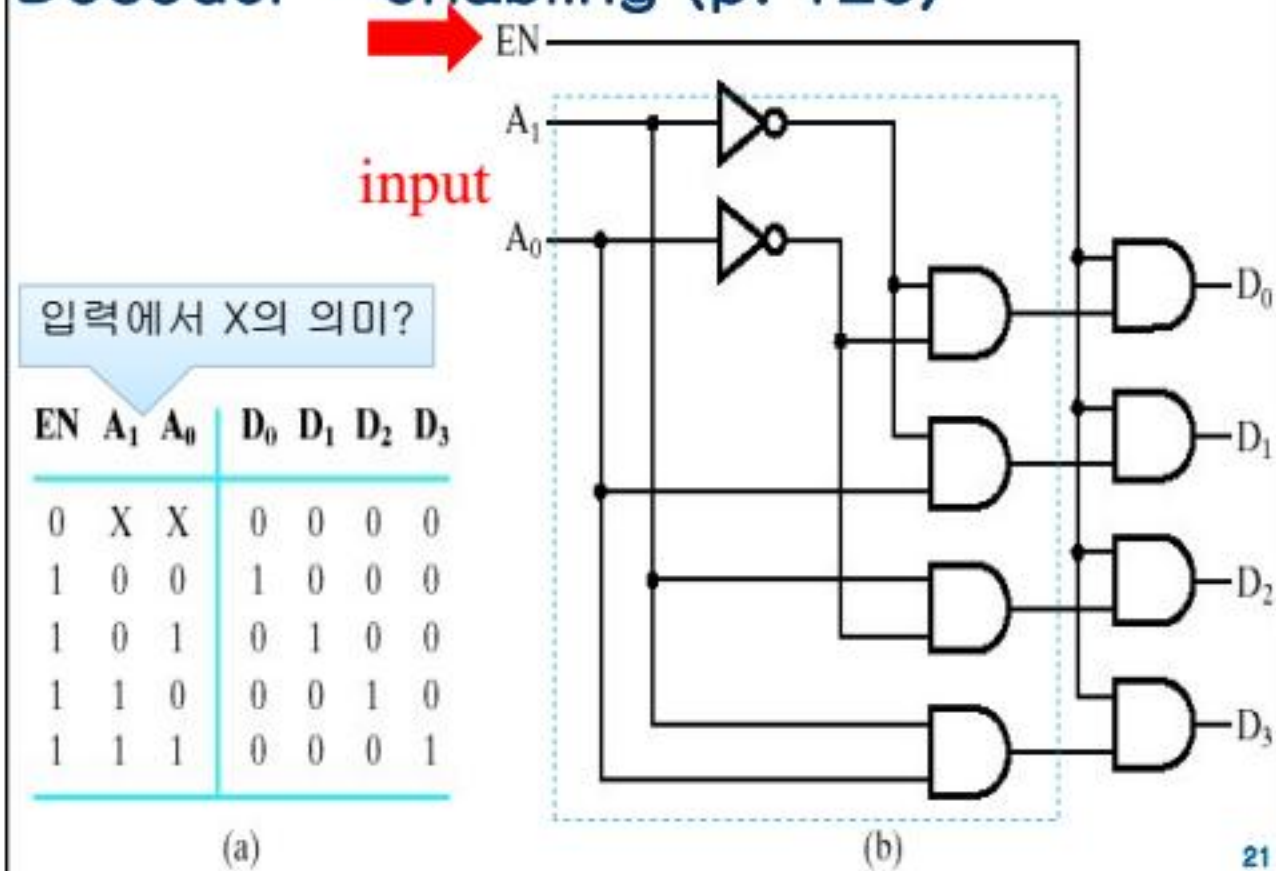 EN
A₁
input
A₀
D₀
D₁
D₂
D₃
입력에서 X의 의미?
EN A₁ A₀ D₀ D₁ D₂ D₃
0 X X 0 0 0 0
1 0 0 1 0 0 0
1 0 1 0 1 0 0
1 1 0 0 0 1 0
1 1 1 0 0 0 1
(a)
(b)
21